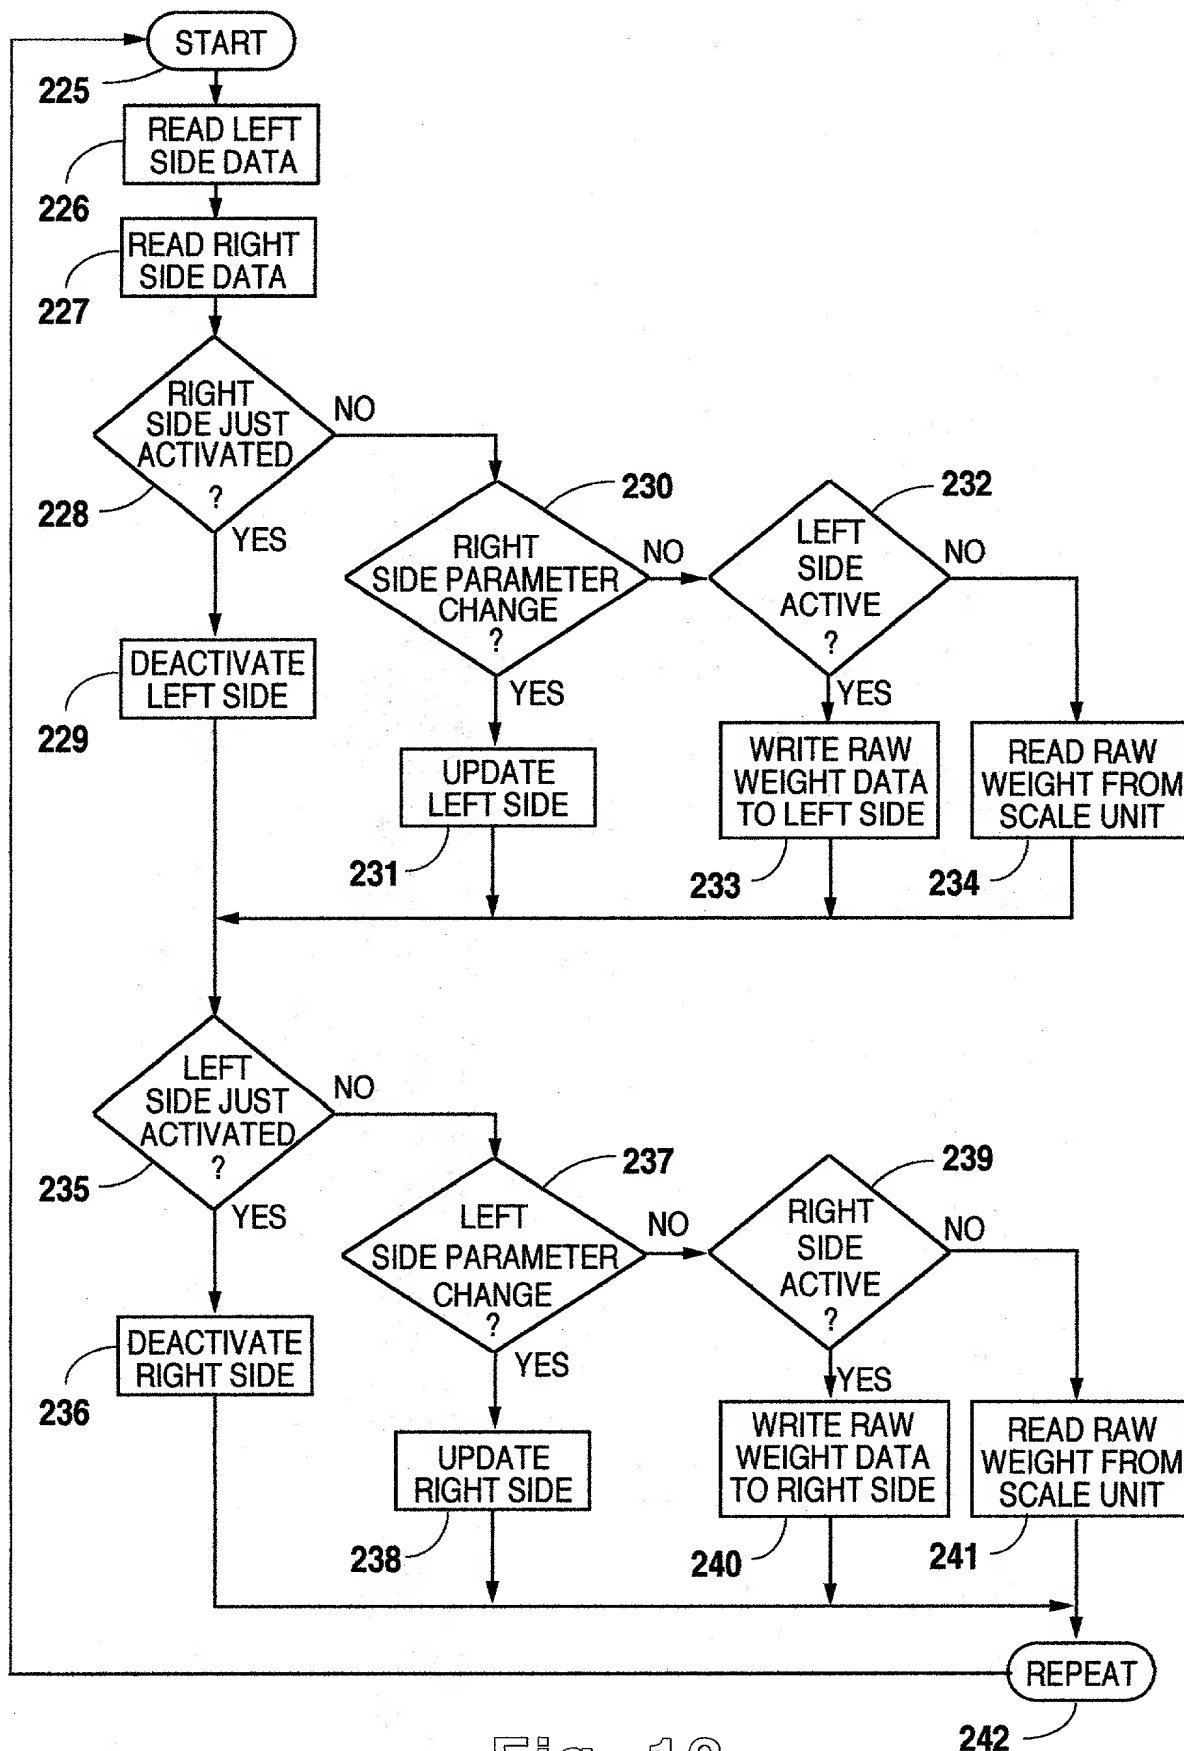 START
225
READ LEFT
SIDE DATA
226
READ RIGHT
SIDE DATA
227
RIGHT
SIDE JUST
ACTIVATED
?
228
NO
YES
DEACTIVATE
LEFT SIDE
229
230
RIGHT
SIDE PARAMETER
CHANGE
?
NO
YES
UPDATE
LEFT SIDE
231
232
LEFT
SIDE
ACTIVE
?
NO
YES
WRITE RAW
WEIGHT DATA
TO LEFT SIDE
233
READ RAW
WEIGHT FROM
SCALE UNIT
234
LEFT
SIDE JUST
ACTIVATED
?
235
NO
YES
DEACTIVATE
RIGHT SIDE
236
237
LEFT
SIDE PARAMETER
CHANGE
?
NO
YES
UPDATE
RIGHT SIDE
238
239
RIGHT
SIDE
ACTIVE
?
NO
YES
WRITE RAW
WEIGHT DATA
TO RIGHT SIDE
240
READ RAW
WEIGHT FROM
SCALE UNIT
241
REPEAT
242